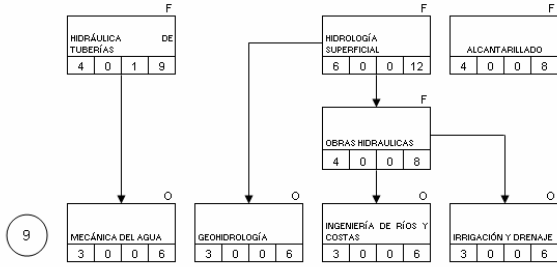 F F F
HIDRÁULICA DE TUBERÍAS
4 0 1 9
HIDROLOGÍA SUPERFICIAL
6 0 0 12
ALCANTARILLADO
4 0 0 8
F
OBRAS HIDRAULICAS
4 0 0 8
O O O O
9
MECÁNICA DEL AGUA
3 0 0 6
GEOHIDROLOGÍA
3 0 0 6
INGENIERÍA DE RÍOS Y
COSTAS
3 0 0 6
IRRIGACIÓN Y DRENAJE
3 0 0 6